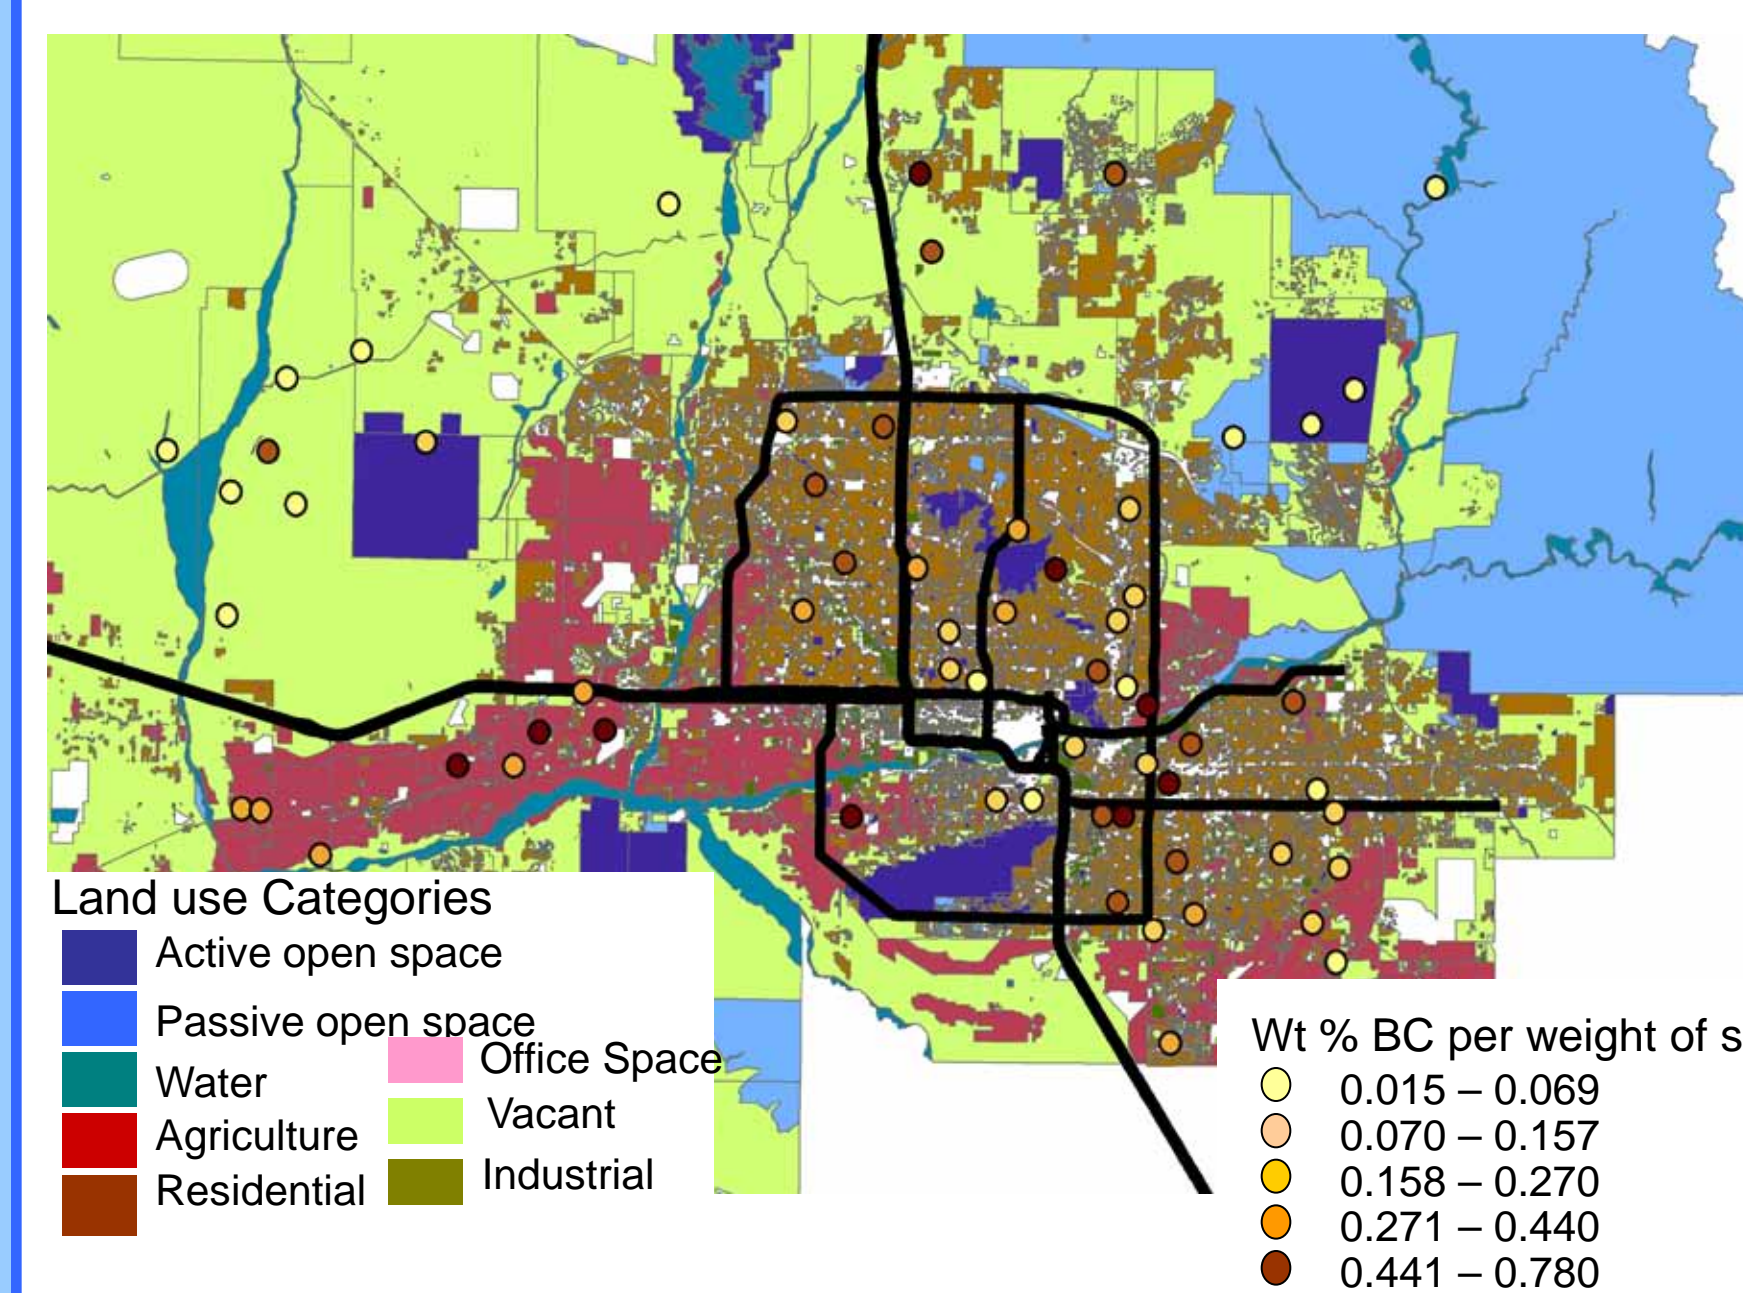 Land use Categories
Active open space
Passive open space
Water
Agriculture
Residential
Office Space
Vacant
Industrial
Wt % BC per weight of s
0.015 – 0.069
0.070 – 0.157
0.158 – 0.270
0.271 – 0.440
0.441 – 0.780